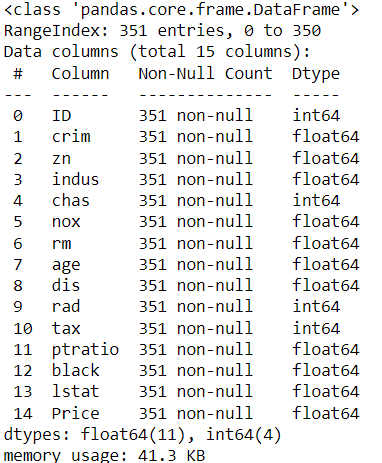 <class 'pandas.core.frame.DataFrame'>
RangeIndex: 351 entries, 0 to 350
Data columns (total 15 columns):
 #   Column   Non-Null Count  Dtype
---  ------   --------------  -----
 0   ID       351 non-null    int64
 1   crim     351 non-null    float64
 2   zn       351 non-null    float64
 3   indus    351 non-null    float64
 4   chas     351 non-null    int64
 5   nox      351 non-null    float64
 6   rm       351 non-null    float64
 7   age      351 non-null    float64
 8   dis      351 non-null    float64
 9   rad      351 non-null    int64
 10  tax      351 non-null    int64
 11  ptratio  351 non-null    float64
 12  black    351 non-null    float64
 13  lstat    351 non-null    float64
 14  Price    351 non-null    float64
dtypes: float64(11), int64(4)
memory usage: 41.3 KB